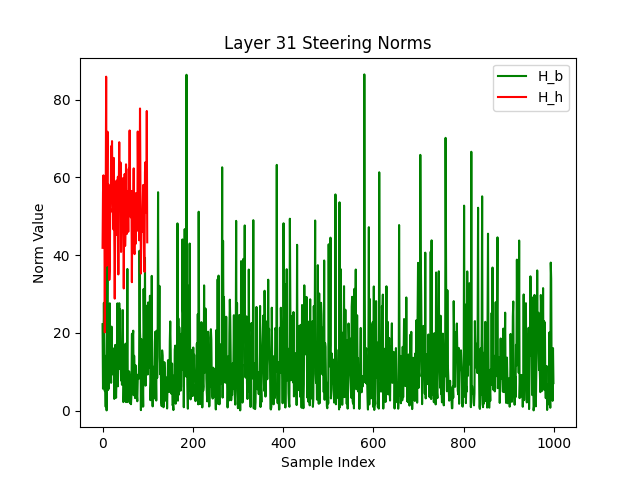 Layer 31 Steering Norms
H_b
H_h
Norm Value
80
60
40
20
0
0 200 400 600 800 1000
Sample Index